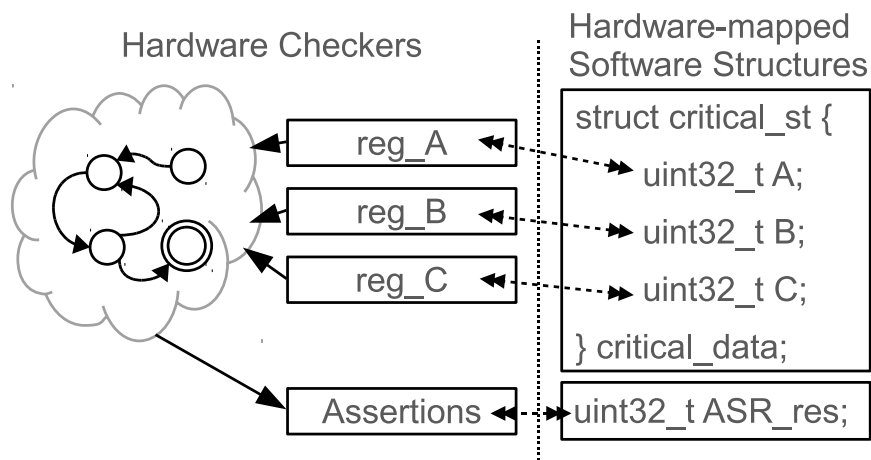 Hardware Checkers
reg_A
reg_B
reg_C
Assertions
Hardware-mapped
Software Structures
struct critical_st {
uint32_t A;
uint32_t B;
uint32_t C;
} critical_data;
uint32_t ASR_res;